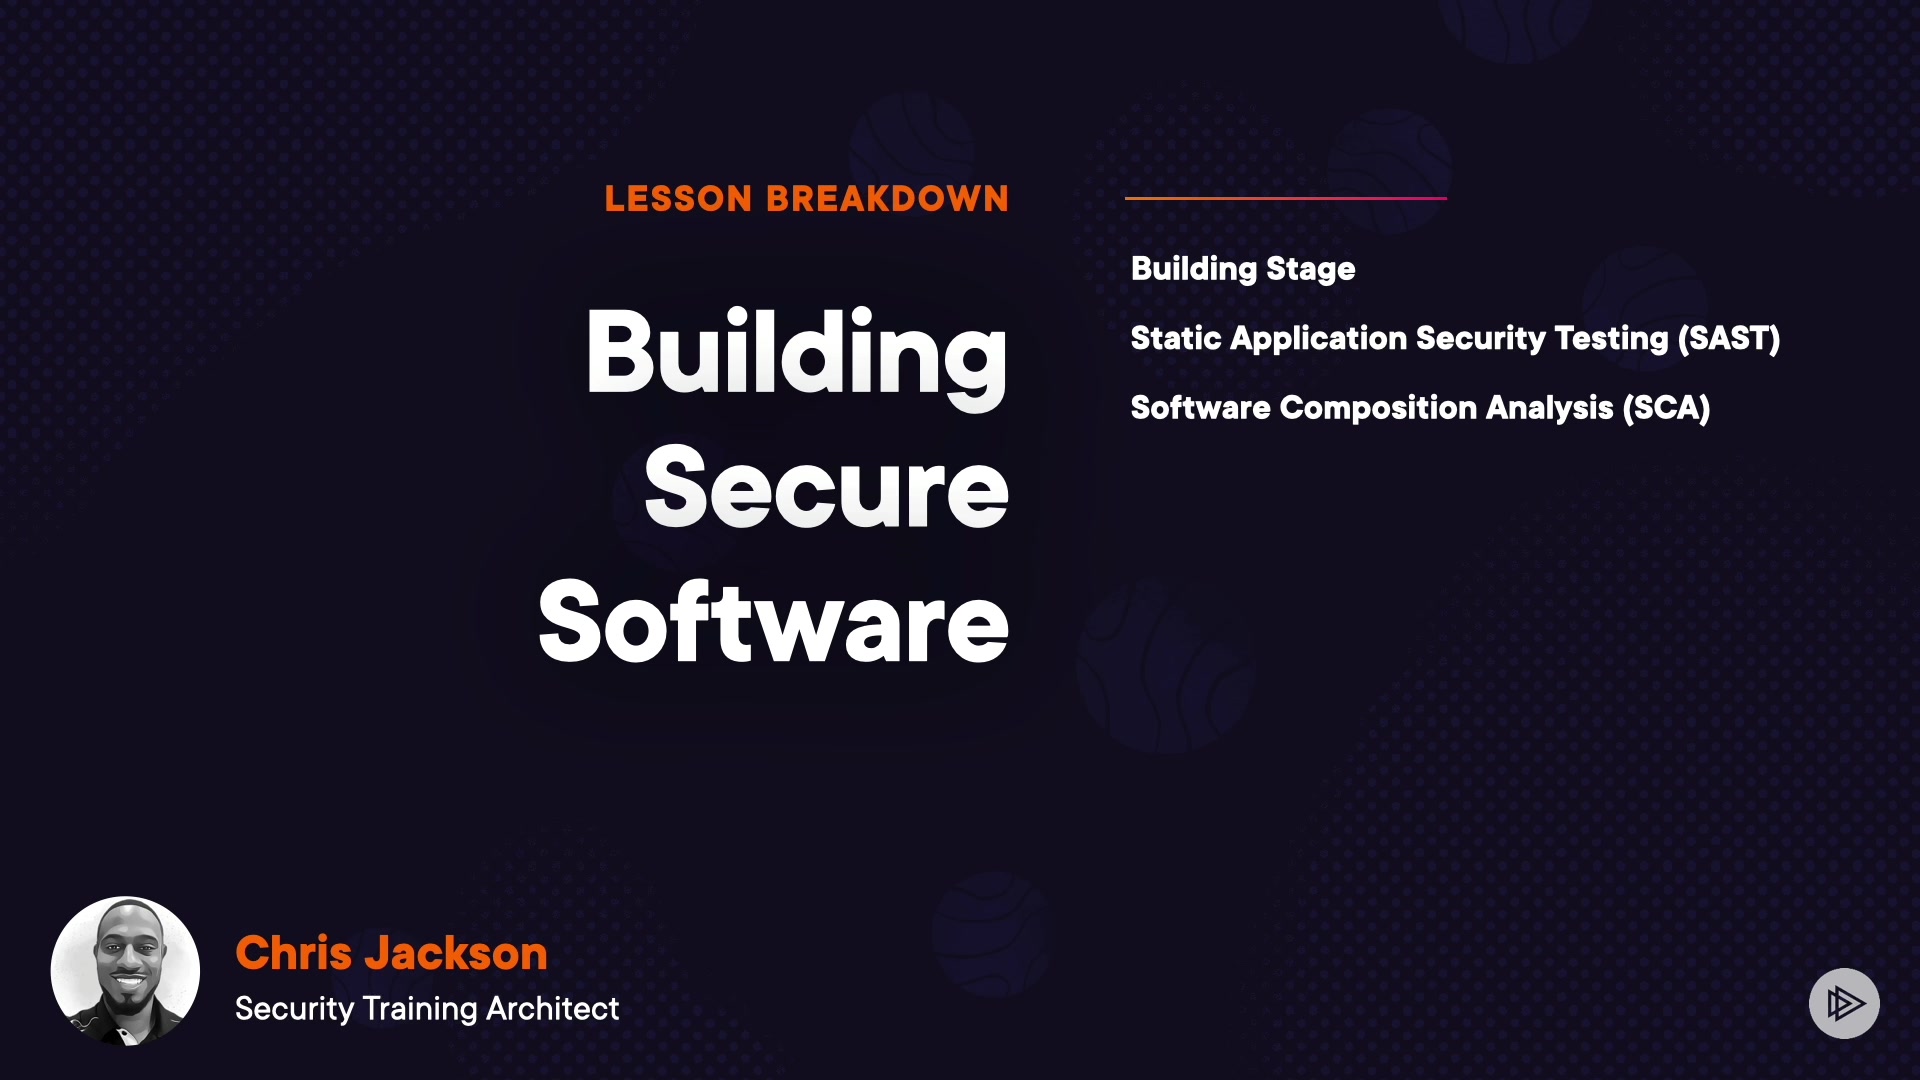 LESSON BREAKDOWN
Building
Secure
Software
Building Stage
Static Application Security Testing (SAST)
Software Composition Analysis (SCA)
Chris Jackson
Security Training Architect